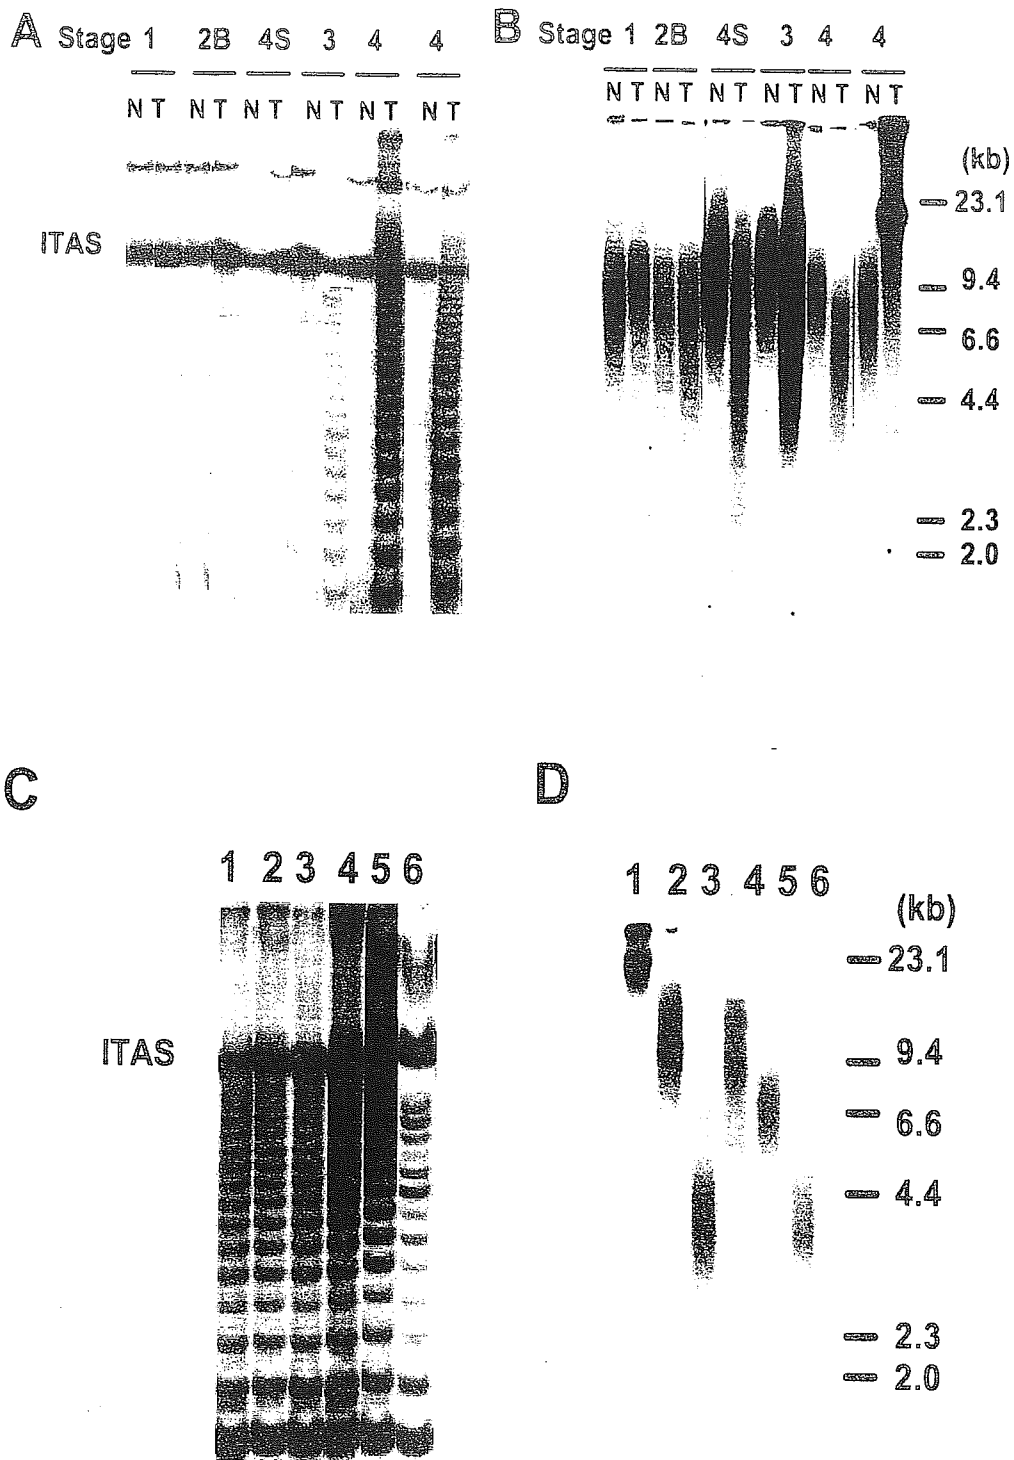 A Stage 1 2B 4S 3 4 4
N T N T N T N T N T N T
ITAS
B Stage 1 2B 4S 3 4 4
N T N T N T N T N T N T
(kb)
23.1
9.4
6.6
4.4
2.3
2.0
C
1 2 3 4 5 6
ITAS
D
1 2 3 4 5 6
(kb)
23.1
9.4
6.6
4.4
2.3
2.0